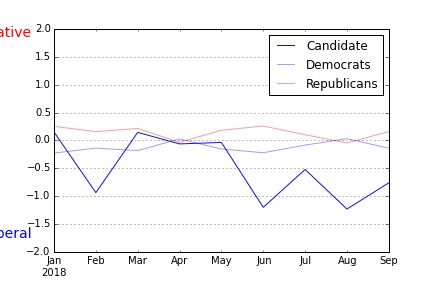 ative
2.0
1.5
1.0
0.5
0.0
−0.5
−1.0
−1.5
−2.0
beral
Candidate
Democrats
Republicans
Jan Feb Mar Apr May Jun Jul Aug Sep
2018